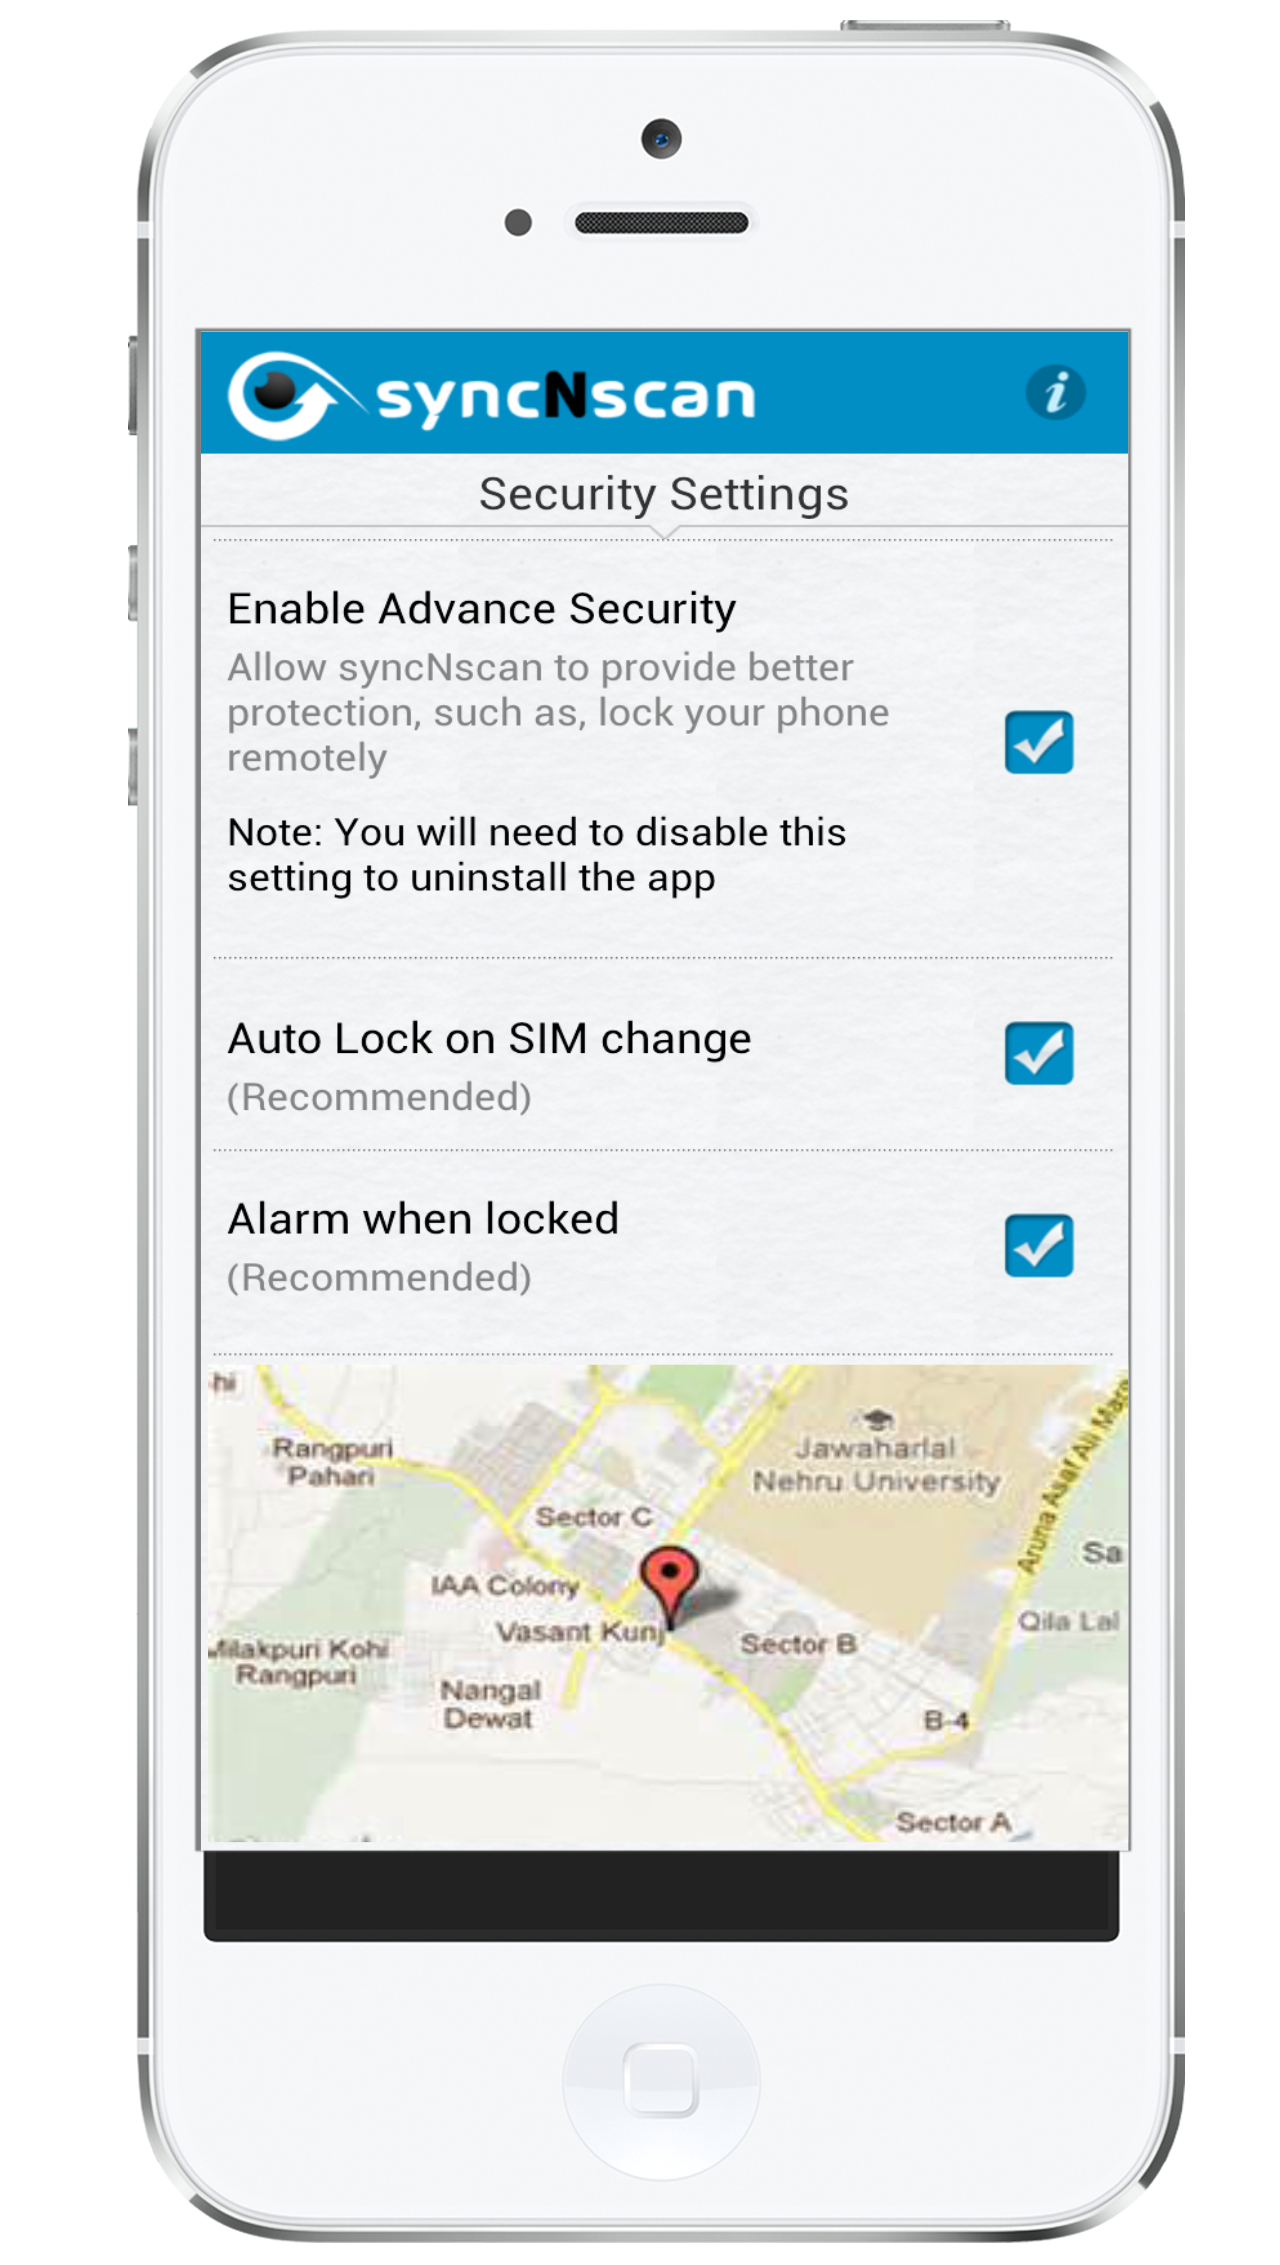 syncNscan
i
Security Settings
Enable Advance Security
Allow syncNscan to provide better
protection, such as, lock your phone
remotely
Note: You will need to disable this
setting to uninstall the app
Auto Lock on SIM change
(Recommended)
Alarm when locked
(Recommended)
hi
Rangpuri
Pahari
Jawaharlal
Nehru University
Aruna Asaf Ali Marg
Sector C
Sa
IAA Colony
Vasant Kunj
Sector B
Qila Lal
Milakpuri Kohi
Rangpuri
Nangal
Dewat
B-4
Sector A